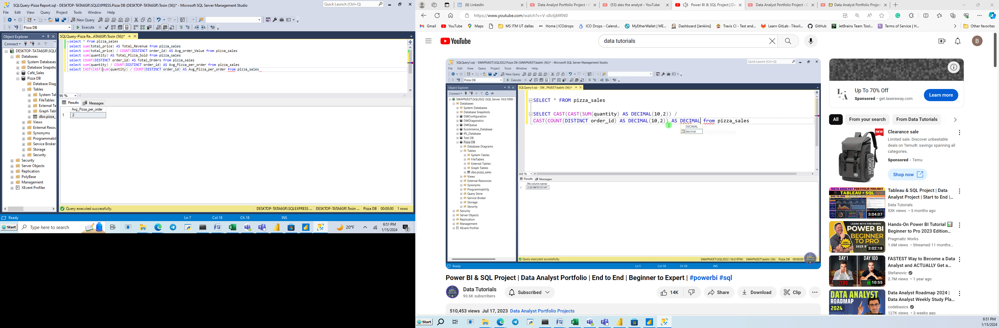 SQLQuery-Pizza Report.sql - DESKTOP-TATA6GR\SQLEXPRESS.Pizza DB (DESKTOP-TATA6GR\Tosin (56))* - Microsoft SQL Server Management Studio
Quick Launch (Ctrl+Q)
File Edit View Query Project Tools Window Help
New Query
Pizza DB
Execute
Object Explorer
Connect
DESKTOP-TATA6GR\SQLE
Databases
System Databases
Database Snapshc
Café_Sales
Pizza DB
Database Diag
Tables
System Tal
FileTables
External Ta
Graph Tabl
dbo.pizza_
Views
External Resou
Synonyms
Programmabil
Service Broker
Storage
Security
Security
Server Objects
Replication
PolyBase
Management
XEvent Profiler
SQLQuery-Pizza Re...ATA6GR\Tosin (56))*
select * from pizza_sales
select sum(total_price) AS Total_Revenue from pizza_sales
select sum(total_price) / COUNT(DISTINCT order_id) AS Avg_order_Value from pizza_sales
select sum(quantity) AS Total_Pizza_Sold from pizza_sales
select COUNT(DISTINCT order_id) AS Total_Orders from pizza_sales
select sum(quantity) / COUNT(DISTINCT order_id) AS Avg_Pizza_per_order from pizza_sales
select CAST(CAST(sum(quantity) / COUNT(DISTINCT order_id) AS Avg_Pizza_per_order from pizza_sales
90 %
Results Messages
Avg_Pizza_per_order
1 2
Query executed successfully.
DESKTOP-TATA6GR\SQLEXPRESS ... DESKTOP-TATA6GR\Tosin ... Pizza DB 00:00:00 1 rows
Ready Ln 7 Col 18 Ch 18 INS
Start Type here to search 20°F 6:51 PM
1/15/2024
2
(6) LinkedIn
Data Analyst Portfolio Project - C
(53) alex the analyst - YouTube
Power BI & SQL Project | Da
Data Analyst Portfolio Project - C
Data Analyst Portfolio Project
https://www.youtube.com/watch?v=V-s8c6jMRN0
Gmail YouTube Maps MS ITM UT dallas Home | ICOdrops ICO Drops - Calend... MyEtherWallet | ME... Dashboard [Jenkins] Travis CI - Test and... Learn GitLab · Tikwil... GitHub JetBrains Team Tool... Terms of Service | H... Other favorites
YouTube
data tutorials
B
SQLQuery1.sql - SWAPNJEET\SQL2022.Pizza DB (SWAPNJEET\kabhi (56))* - Microsoft SQL Server Management Studio
Quick Launch (Ctrl+Q)
File Edit View Query Project Tools Window Help
New Query
Pizza DB
Execute
Object Explorer
Connect
SWAPNJEET\SQL2022 (SQL Server 16.0.1000 -
Databases
System Databases
Database Snapshots
DWConfiguration
DWDiagnostics
DWQueue
Ecommerce_Database
IPL_Database
Test DB
Pizza DB
Database Diagrams
Tables
System Tables
FileTables
External Tables
Graph Tables
dbo.pizza_sales
Views
External Resources
Synonyms
Programmability
Query Store
Service Broker
Storage
Security
Security
Server Objects
Replication
Management
XEvent Profiler
SQLQuery1.sql - SW...PNJEET\kabhi (56))*
SELECT * FROM pizza_sales
SELECT CAST(CAST(SUM(quantity) AS DECIMAL(10,2)) /
CAST(COUNT(DISTINCT order_id) AS DECIMAL(10,2)) AS DECIMAL from pizza_sales
DECIMAL
decimal
165 %
Results Messages
(No column name)
1 2.3219672131147
Query executed successfully.
SWAPNJEET\SQL2022 (16.0 RTM) SWAPNJEET\kabhi (56) Pizza DB 00:00:00
Ready Ln 5 Col 59 Ch 59 INS
Power BI & SQL Project | Data Analyst Portfolio | End to End | Beginner to Expert | #powerbi #sql
Data Tutorials
93.6K subscribers
Subscribed
14K
Share
Download
Clip
510,453 views Jul 17, 2023 Data Analyst Portfolio Projects
L-A
Up To 70% Off
Sponsored · get.laseraway.com
Learn more
All From your search From Data Tutorials
NEW
Clearance sale
Limited sale. Discover unbeatable
deals on Temu®: savings spanning all
categories.
Sponsored · Temu
Shop now
DATA ANALYST PORTFOLIO PROJECT
TABLEAU + SQL
END TO END FOR BEGINNERS
3:04:07
Tableau & SQL Project | Data
Analyst Project | Start to End |...
Data Tutorials
53K views • 5 months ago
LEARN WITH THE NERDS
POWER BI
BEGINNER
TO PRO
1.6M+
VIEWS
2023
3:02:18
Hands-On Power BI Tutorial
Beginner to Pro 2023 Edition...
Pragmatic Works
1.6M views • Streamed 11 months...
DAY 1 DAY 100
ZERO
10:55
FASTEST Way to Become a Data
Analyst and ACTUALLY Get a...
Stefanovic
2.7M views • 1 year ago
DATA ANALYST
ROADMAP
2024
Data Analyst Roadmap 2024 |
Data Analyst Weekly Study Pla...
codebasics
127K views • 3 weeks ago
Start
6:51 PM
1/15/2024